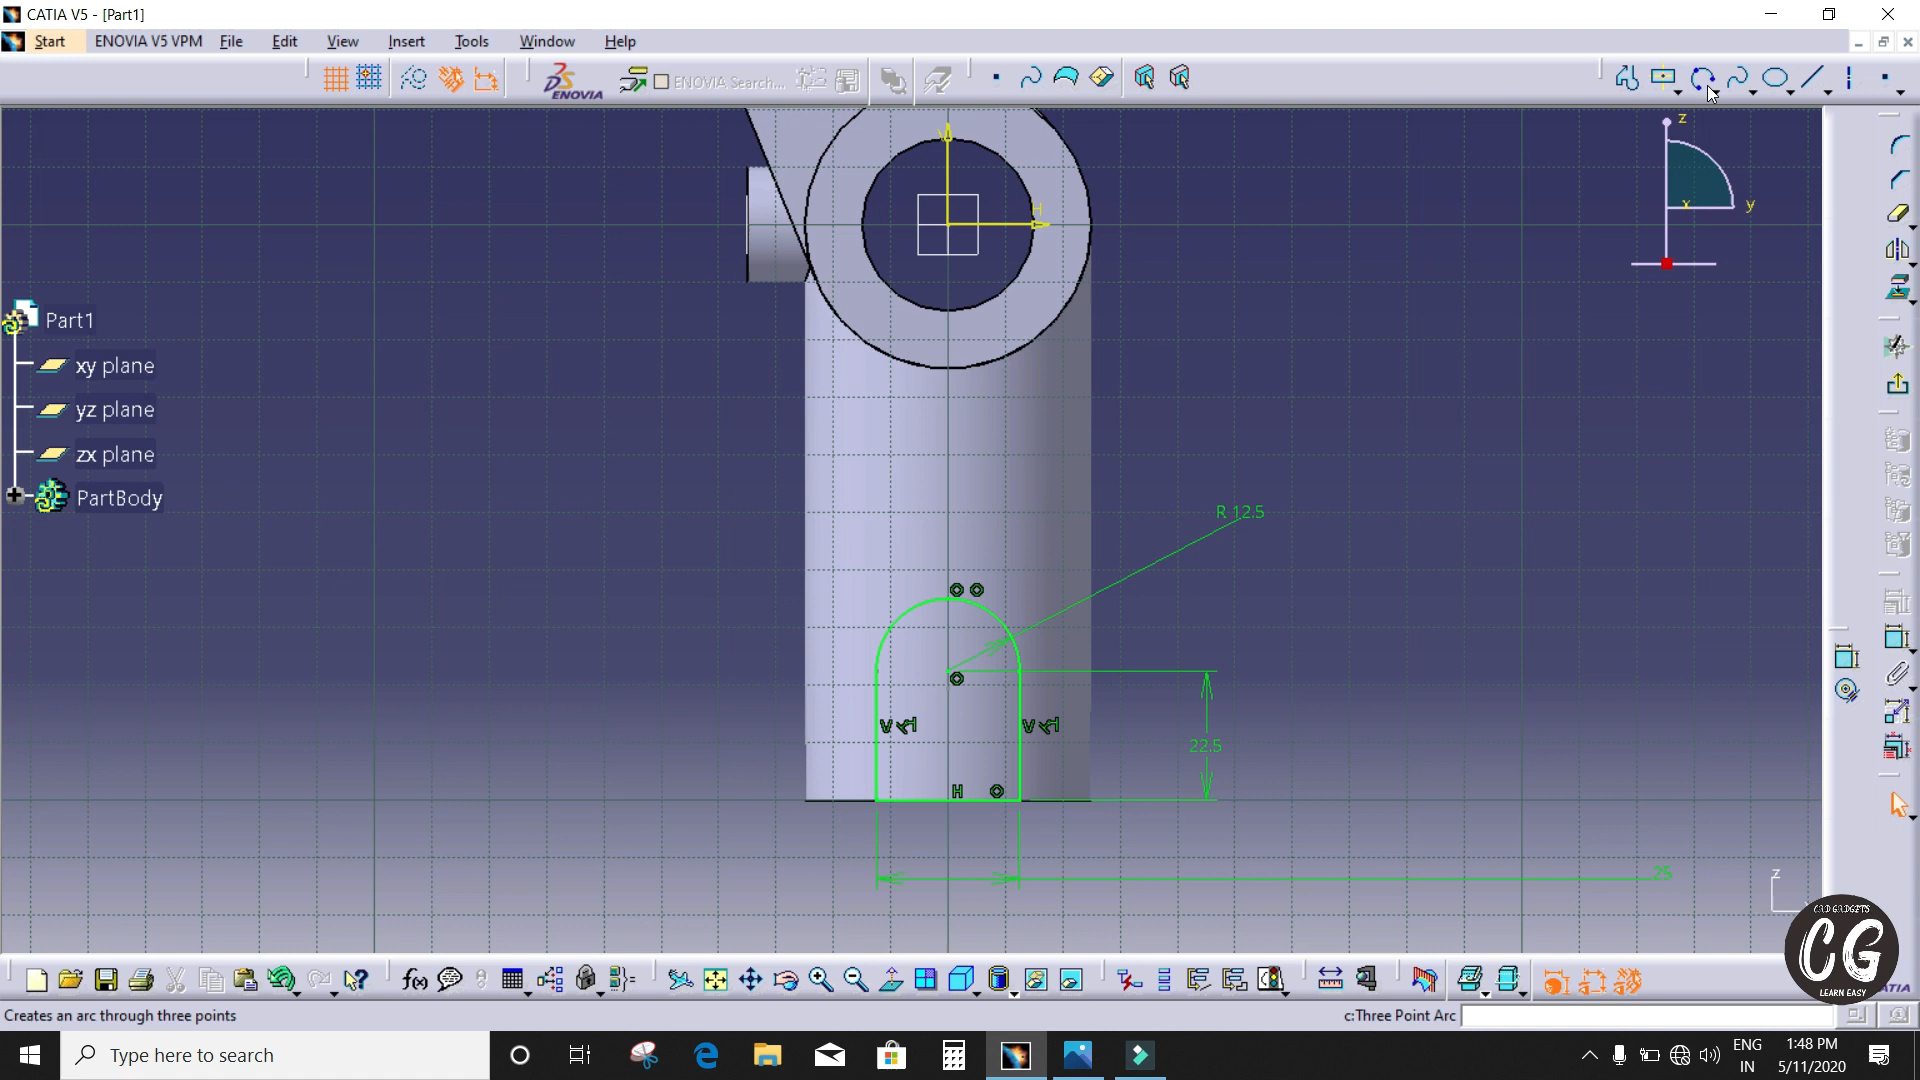 CATIA V5 - [Part1]
Start ENOVIA V5 VPM File Edit View Insert Tools Window Help
ENOVIA
ENOVIA Search...
z
y
x
V
H
Part1
xy plane
yz plane
zx plane
PartBody
R 12.5
V V
H
22.5
25
z
CAD GADGETS
CG
LEARN EASY
f(x)
Creates an arc through three points
c:Three Point Arc
Type here to search
ENG
IN
1:48 PM
5/11/2020